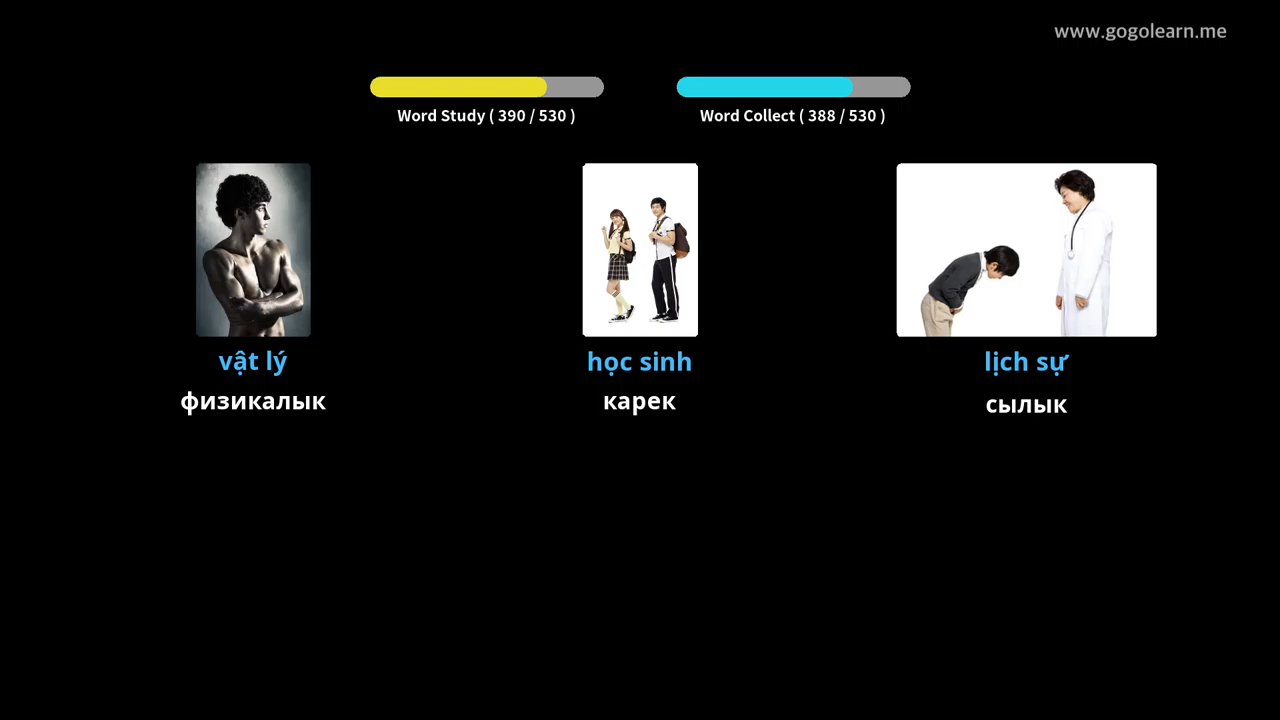 www.gogolearn.me
Word Study ( 390 / 530 )
Word Collect ( 388 / 530 )
vật lý
học sinh
lịch sự
физикалык
карек
сылык